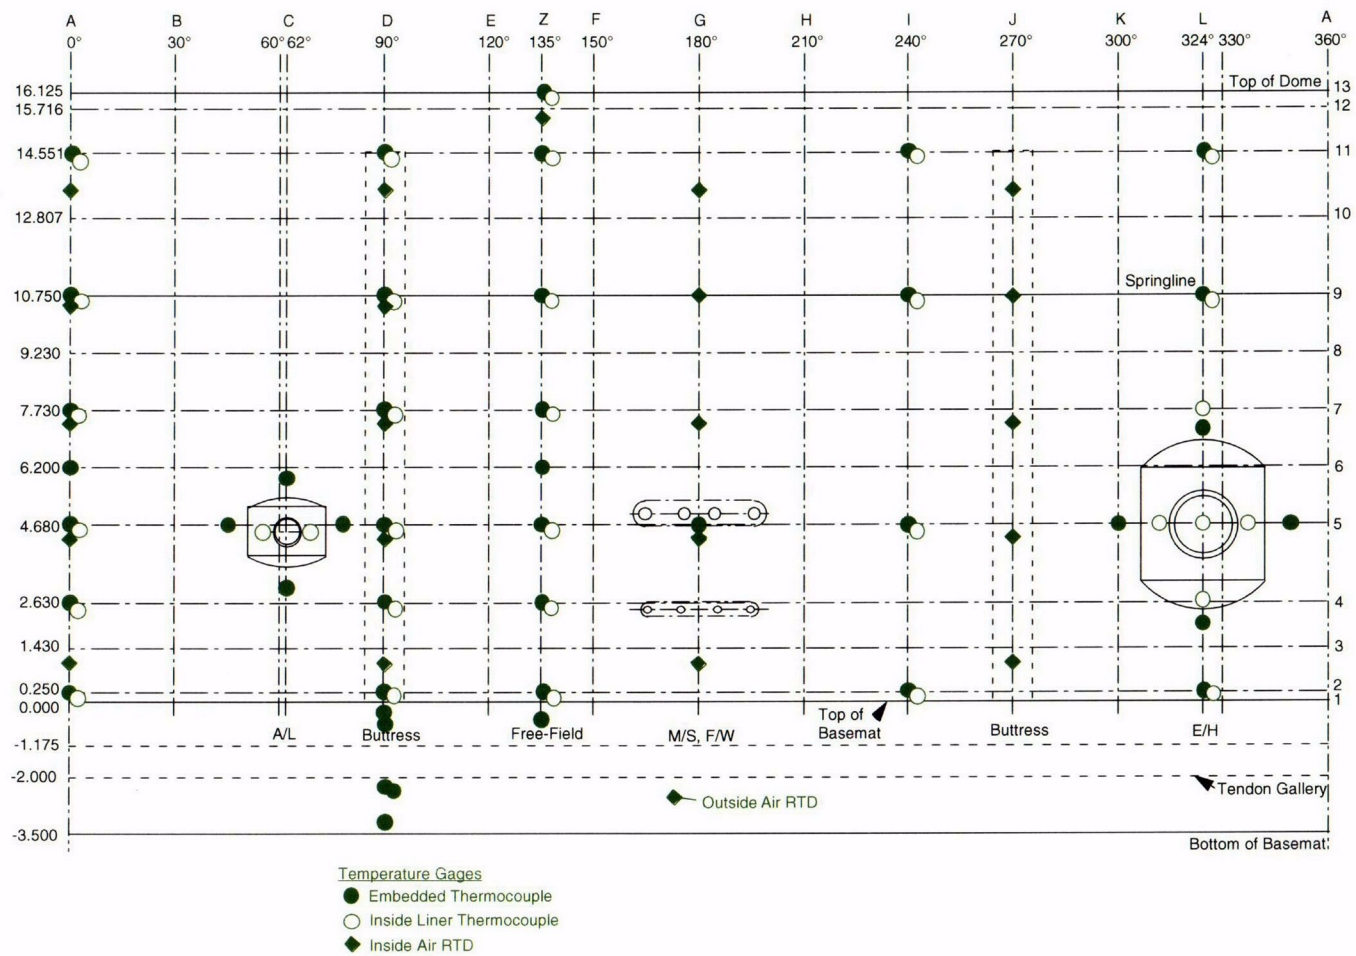 A B C D E Z F G H I J K L A
0° 30° 60° 62° 90° 120° 135° 150° 180° 210° 240° 270° 300° 324° 330° 360°
Top of Dome
16.125 13
15.716 12
14.551 11
12.807 10
Springline
10.750 9
9.230 8
7.730 7
6.200 6
4.680 5
2.630 4
1.430 3
0.250 2
0.000 1
Top of
Basemat
A/L Buttress Free-Field M/S, F/W Buttress E/H
-1.175
-2.000
Tendon Gallery
Outside Air RTD
-3.500
Bottom of Basemat
Temperature Gages
Embedded Thermocouple
Inside Liner Thermocouple
Inside Air RTD